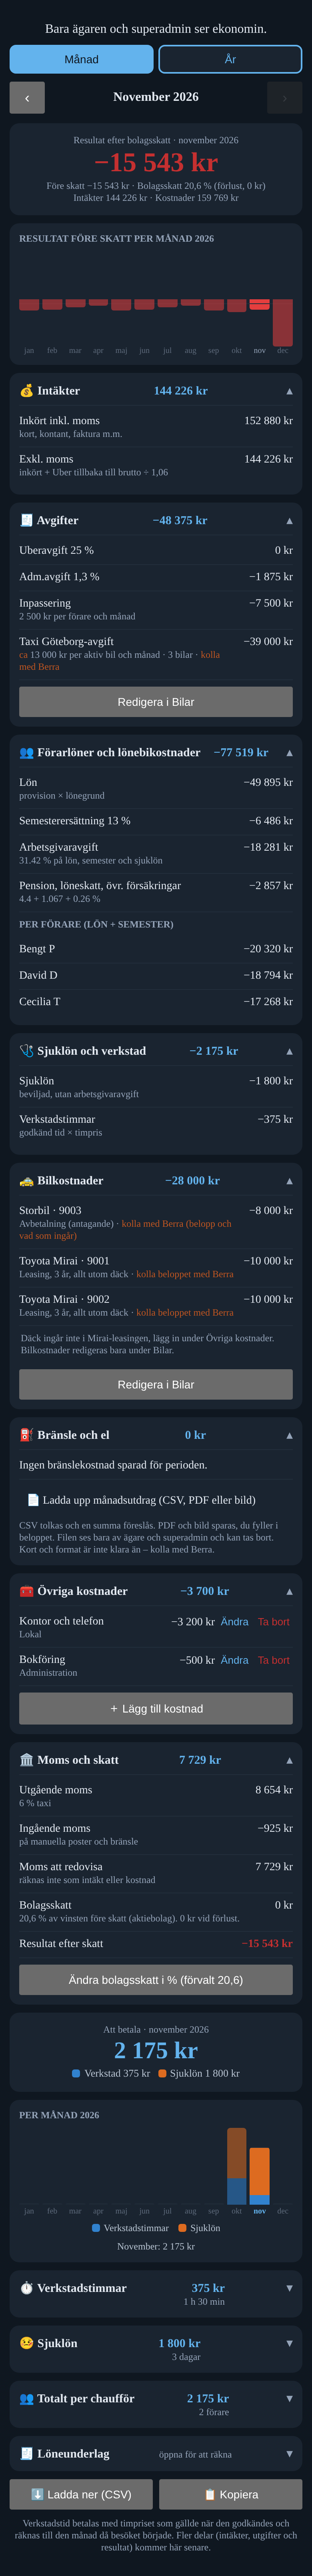 Bara ägaren och superadmin ser ekonomin.
Månad
År
‹
November 2026
›
Resultat efter bolagsskatt · november 2026
−15 543 kr
Före skatt −15 543 kr · Bolagsskatt 20,6 % (förlust, 0 kr)
Intäkter 144 226 kr · Kostnader 159 769 kr
RESULTAT FÖRE SKATT PER MÅNAD 2026
jan feb mar apr maj jun jul aug sep okt nov dec
💰 Intäkter 144 226 kr ▲
Inkört inkl. moms 152 880 kr
kort, kontant, faktura m.m.
Exkl. moms 144 226 kr
inkört + Uber tillbaka till brutto ÷ 1,06
🧾 Avgifter −48 375 kr ▲
Uberavgift 25 % 0 kr
Adm.avgift 1,3 % −1 875 kr
Inpassering −7 500 kr
2 500 kr per förare och månad
Taxi Göteborg-avgift −39 000 kr
ca 13 000 kr per aktiv bil och månad · 3 bilar · kolla
med Berra
Redigera i Bilar
👥 Förarlöner och lönebikostnader −77 519 kr ▲
Lön −49 895 kr
provision × lönegrund
Semesterersättning 13 % −6 486 kr
Arbetsgivaravgift −18 281 kr
31.42 % på lön, semester och sjuklön
Pension, löneskatt, övr. försäkringar −2 857 kr
4.4 + 1.067 + 0.26 %
PER FÖRARE (LÖN + SEMESTER)
Bengt P −20 320 kr
David D −18 794 kr
Cecilia T −17 268 kr
🩺 Sjuklön och verkstad −2 175 kr ▲
Sjuklön −1 800 kr
beviljad, utan arbetsgivaravgift
Verkstadstimmar −375 kr
godkänd tid × timpris
🚕 Bilkostnader −28 000 kr ▲
Storbil · 9003 −8 000 kr
Avbetalning (antagande) · kolla med Berra (belopp och
vad som ingår)
Toyota Mirai · 9001 −10 000 kr
Leasing, 3 år, allt utom däck · kolla beloppet med Berra
Toyota Mirai · 9002 −10 000 kr
Leasing, 3 år, allt utom däck · kolla beloppet med Berra
Däck ingår inte i Mirai-leasingen, lägg in under Övriga kostnader.
Bilkostnader redigeras bara under Bilar.
Redigera i Bilar
⛽ Bränsle och el 0 kr ▲
Ingen bränslekostnad sparad för perioden.
📄 Ladda upp månadsutdrag (CSV, PDF eller bild)
CSV tolkas och en summa föreslås. PDF och bild sparas, du fyller i
beloppet. Filen ses bara av ägare och superadmin och kan tas bort.
Kort och format är inte klara än – kolla med Berra.
🧰 Övriga kostnader −3 700 kr ▲
Kontor och telefon −3 200 kr Ändra Ta bort
Lokal
Bokföring −500 kr Ändra Ta bort
Administration
+ Lägg till kostnad
🏛️ Moms och skatt 7 729 kr ▲
Utgående moms 8 654 kr
6 % taxi
Ingående moms −925 kr
på manuella poster och bränsle
Moms att redovisa 7 729 kr
räknas inte som intäkt eller kostnad
Bolagsskatt 0 kr
20,6 % av vinsten före skatt (aktiebolag). 0 kr vid förlust.
Resultat efter skatt −15 543 kr
Ändra bolagsskatt i % (förvalt 20,6)
Att betala · november 2026
2 175 kr
Verkstad 375 kr Sjuklön 1 800 kr
PER MÅNAD 2026
jan feb mar apr maj jun jul aug sep okt nov dec
Verkstadstimmar Sjuklön
November: 2 175 kr
⏱️ Verkstadstimmar 375 kr ▼
1 h 30 min
🤒 Sjuklön 1 800 kr ▼
3 dagar
👥 Totalt per chaufför 2 175 kr ▼
2 förare
🧾 Löneunderlag öppna för att räkna ▼
⬇️ Ladda ner (CSV)
📋 Kopiera
Verkstadstid betalas med timpriset som gällde när den godkändes och
räknas till den månad då besöket började. Fler delar (intäkter, utgifter och
resultat) kommer här senare.